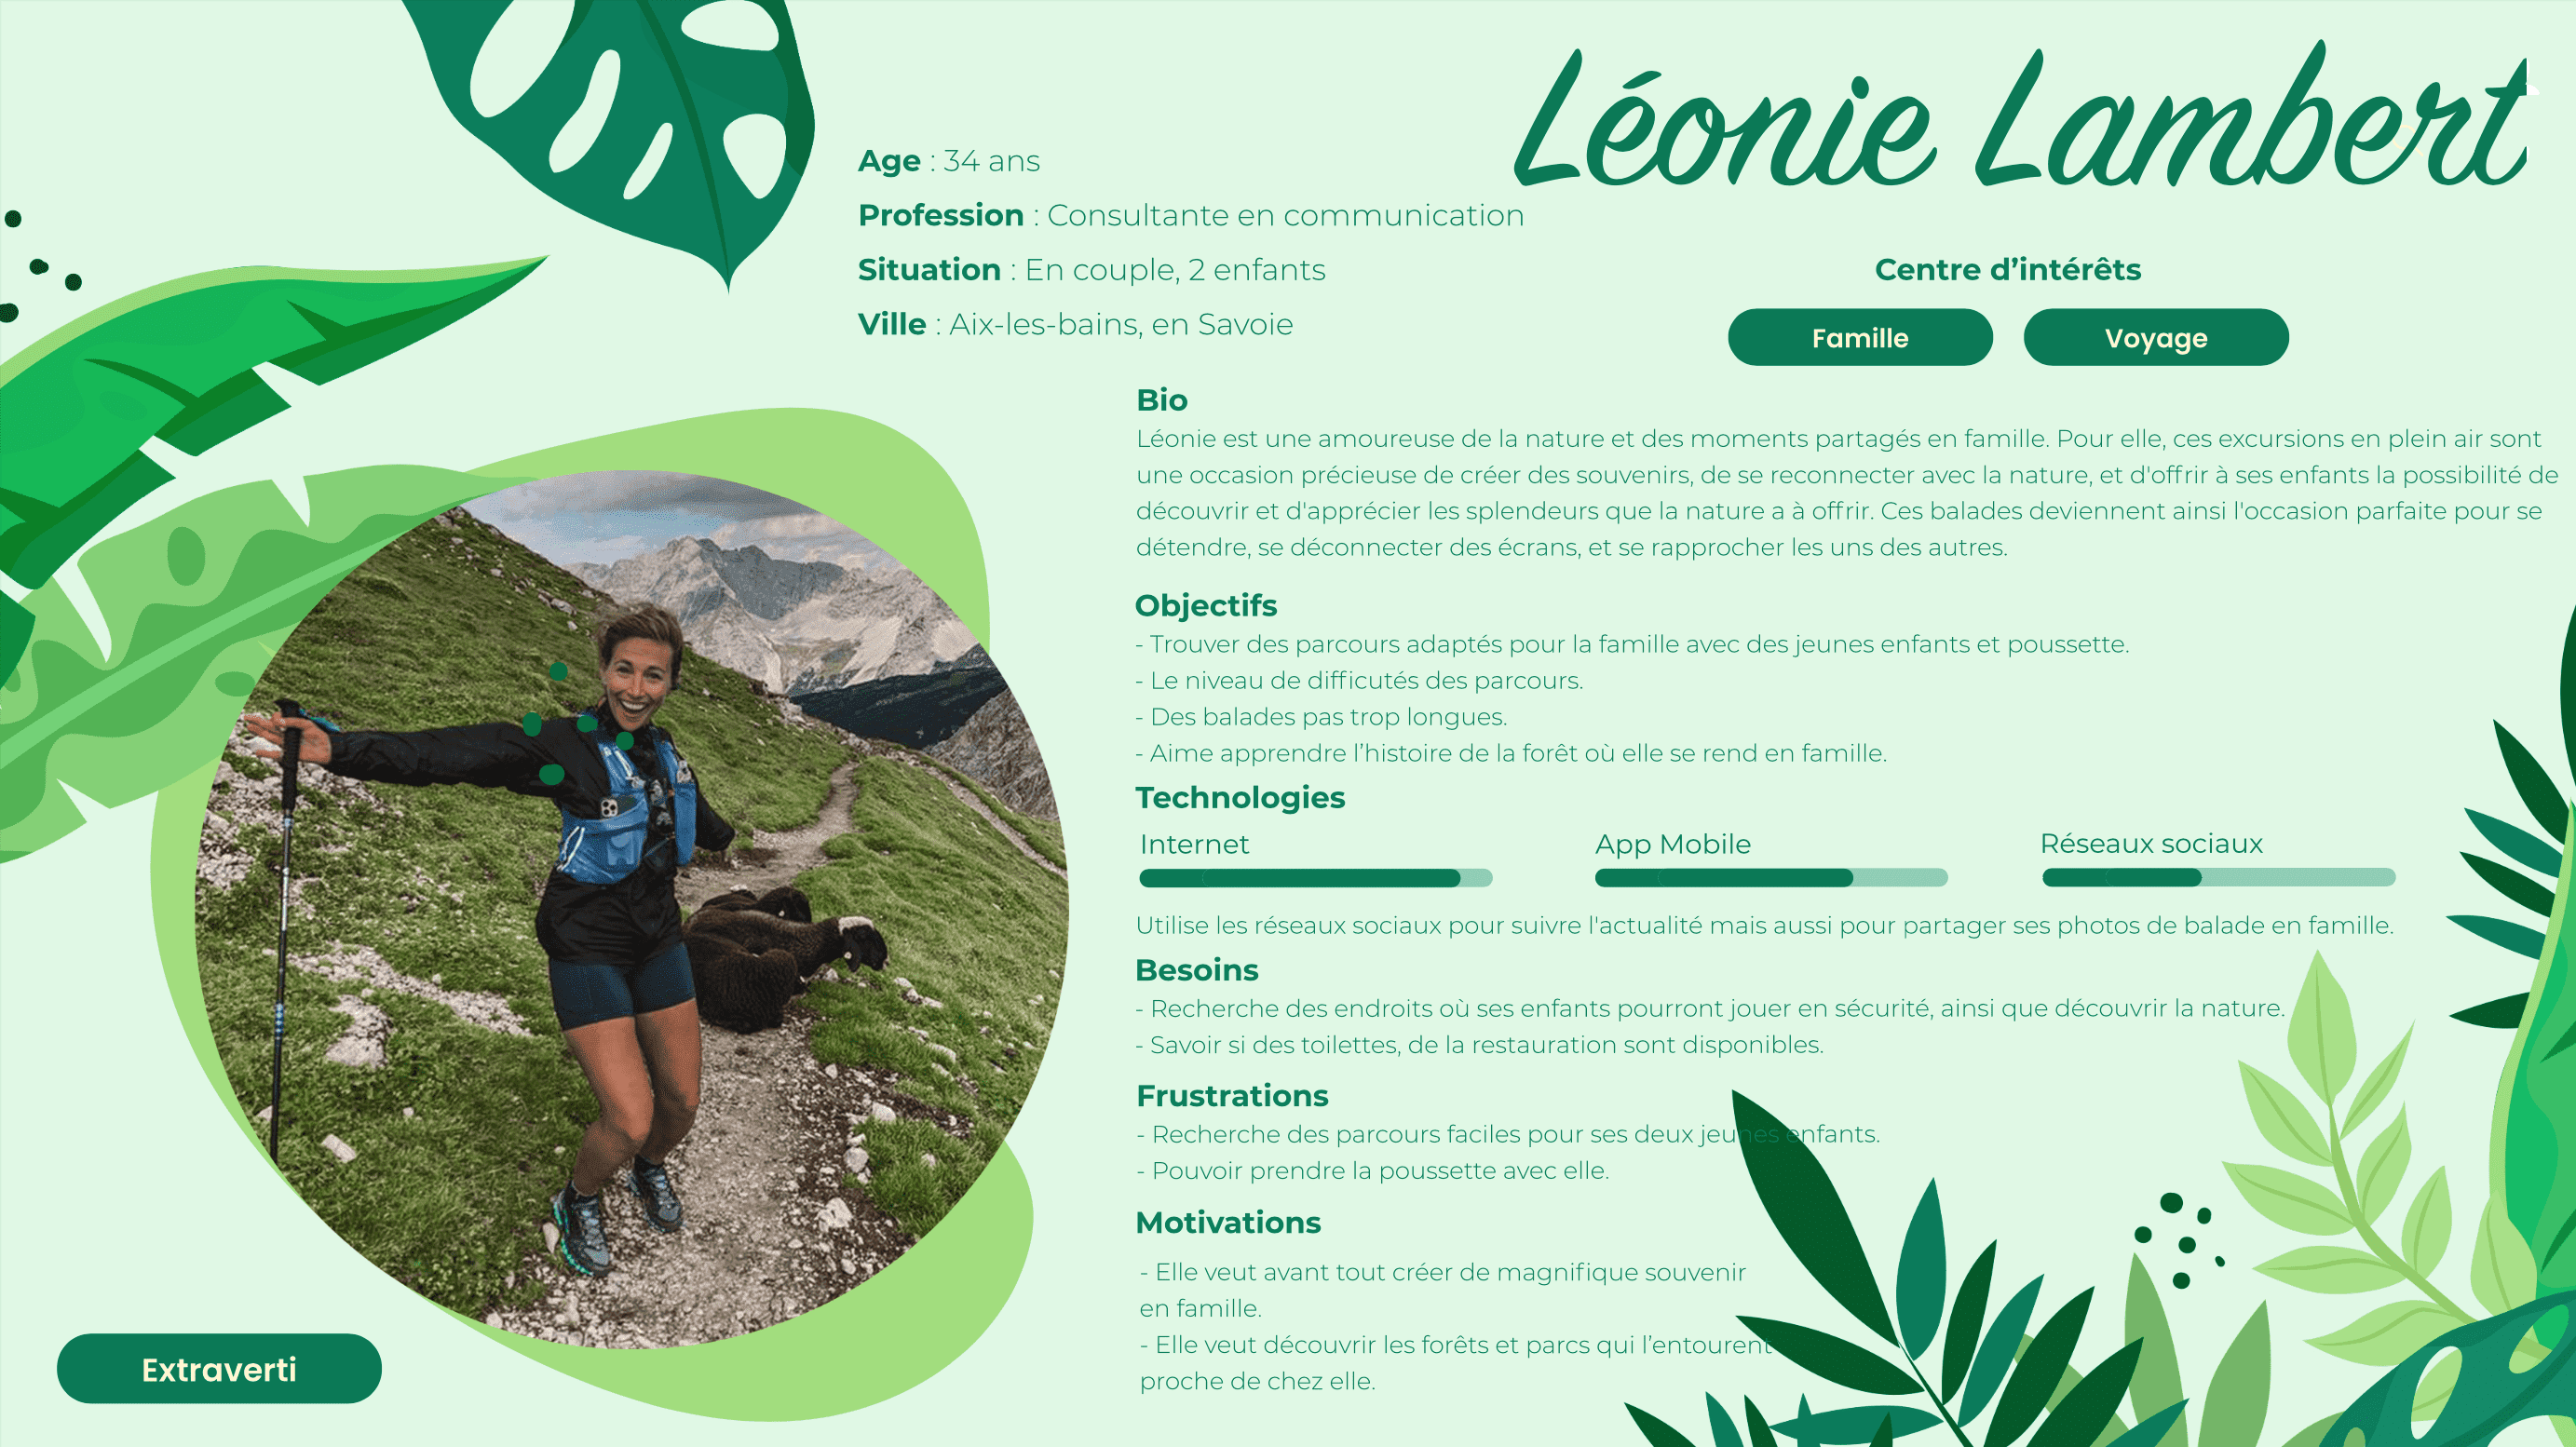 Léonie Lambert
Age : 34 ans
Profession : Consultante en communication
Situation : En couple, 2 enfants
Ville : Aix-les-bains, en Savoie
Centre d’intérêts
Famille
Voyage
Bio
Léonie est une amoureuse de la nature et des moments partagés en famille. Pour elle, ces excursions en plein air sont
une occasion précieuse de créer des souvenirs, de se reconnecter avec la nature, et d'offrir à ses enfants la possibilité de
découvrir et d'apprécier les splendeurs que la nature a à offrir. Ces balades deviennent ainsi l'occasion parfaite pour se
détendre, se déconnecter des écrans, et se rapprocher les uns des autres.
Objectifs
- Trouver des parcours adaptés pour la famille avec des jeunes enfants et poussette.
- Le niveau de difficutés des parcours.
- Des balades pas trop longues.
- Aime apprendre l’histoire de la forêt où elle se rend en famille.
Technologies
Internet
App Mobile
Réseaux sociaux
Utilise les réseaux sociaux pour suivre l'actualité mais aussi pour partager ses photos de balade en famille.
Besoins
- Recherche des endroits où ses enfants pourront jouer en sécurité, ainsi que découvrir la nature.
- Savoir si des toilettes, de la restauration sont disponibles.
Frustrations
- Recherche des parcours faciles pour ses deux jeunes enfants.
- Pouvoir prendre la poussette avec elle.
Motivations
- Elle veut avant tout créer de magnifique souvenir
en famille.
- Elle veut découvrir les forêts et parcs qui l’entourent
proche de chez elle.
Extraverti